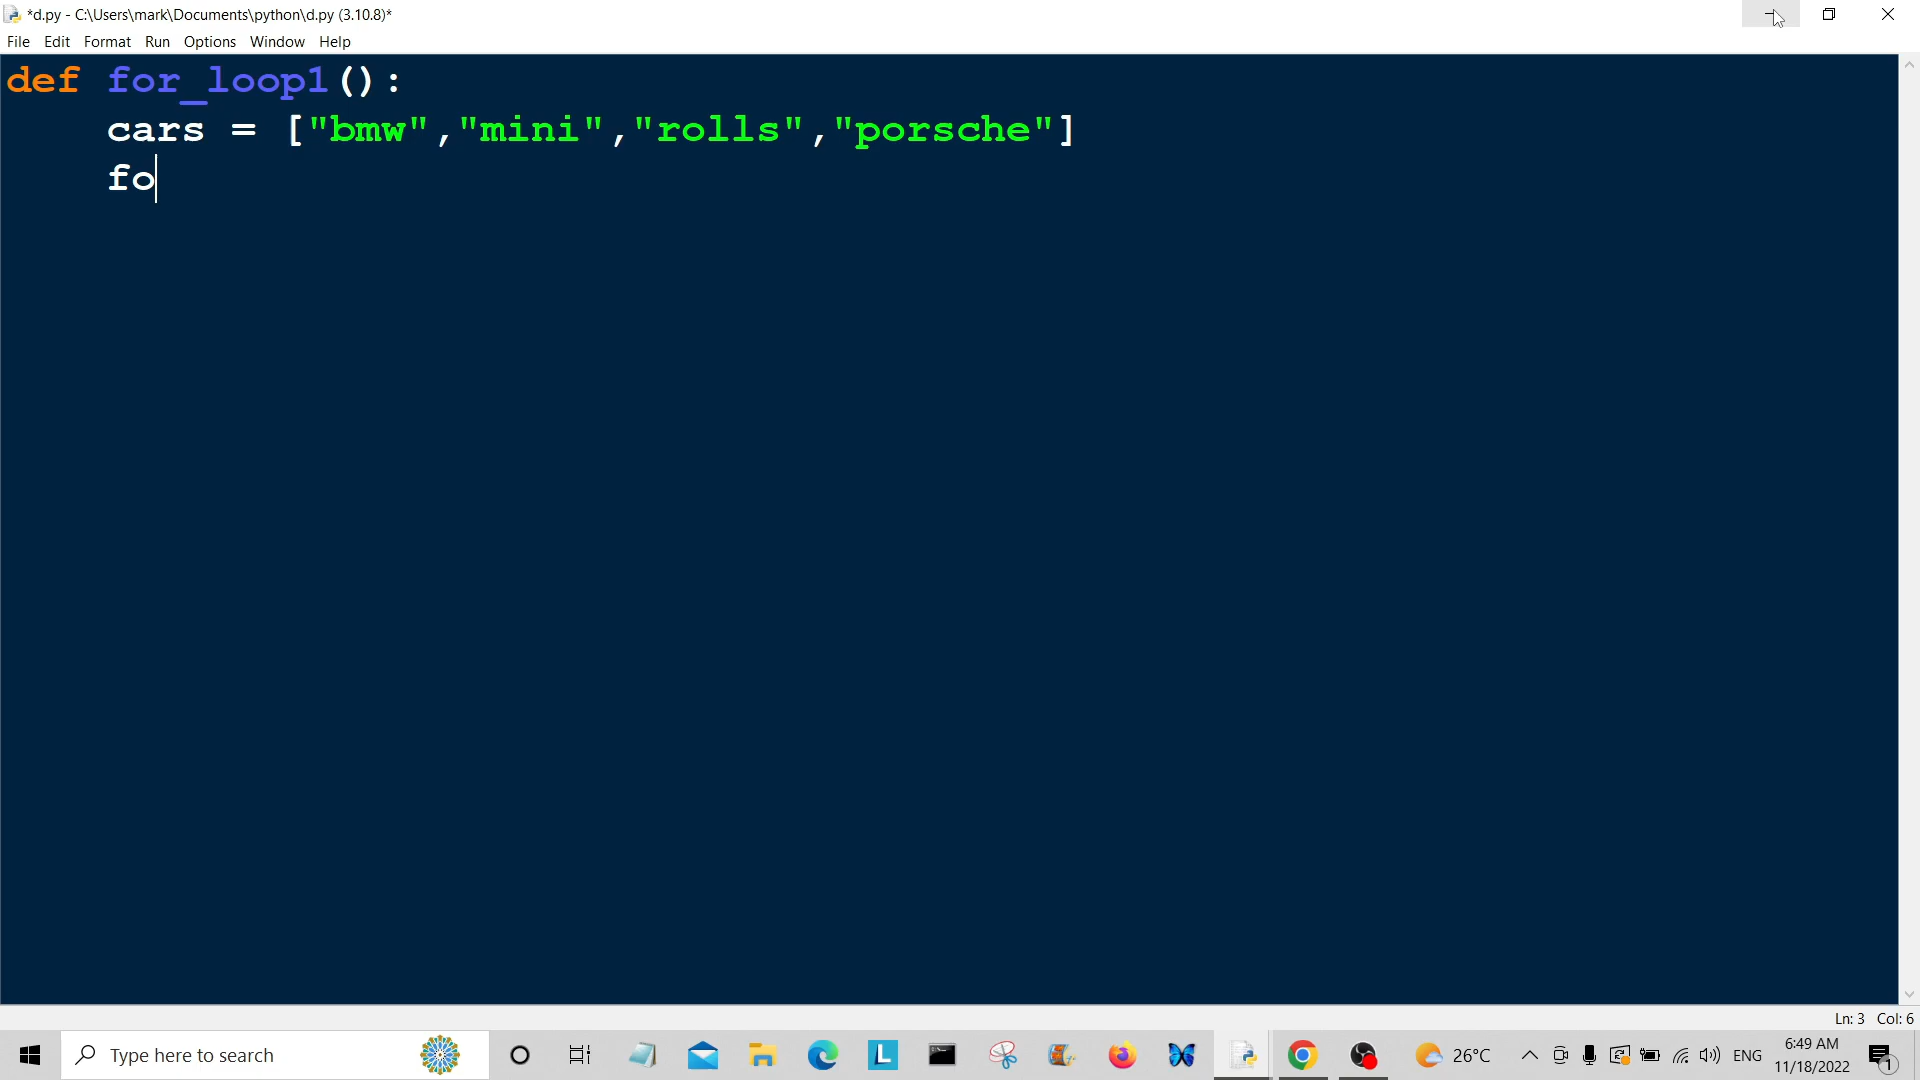 *d.py - C:\Users\mark\Documents\python\d.py (3.10.8)*
File Edit Format Run Options Window Help
def for_loop1():
    cars = ["bmw","mini","rolls","porsche"]
    fo
Ln: 3 Col: 6
Type here to search
L
26°C
ENG
6:49 AM
11/18/2022
1